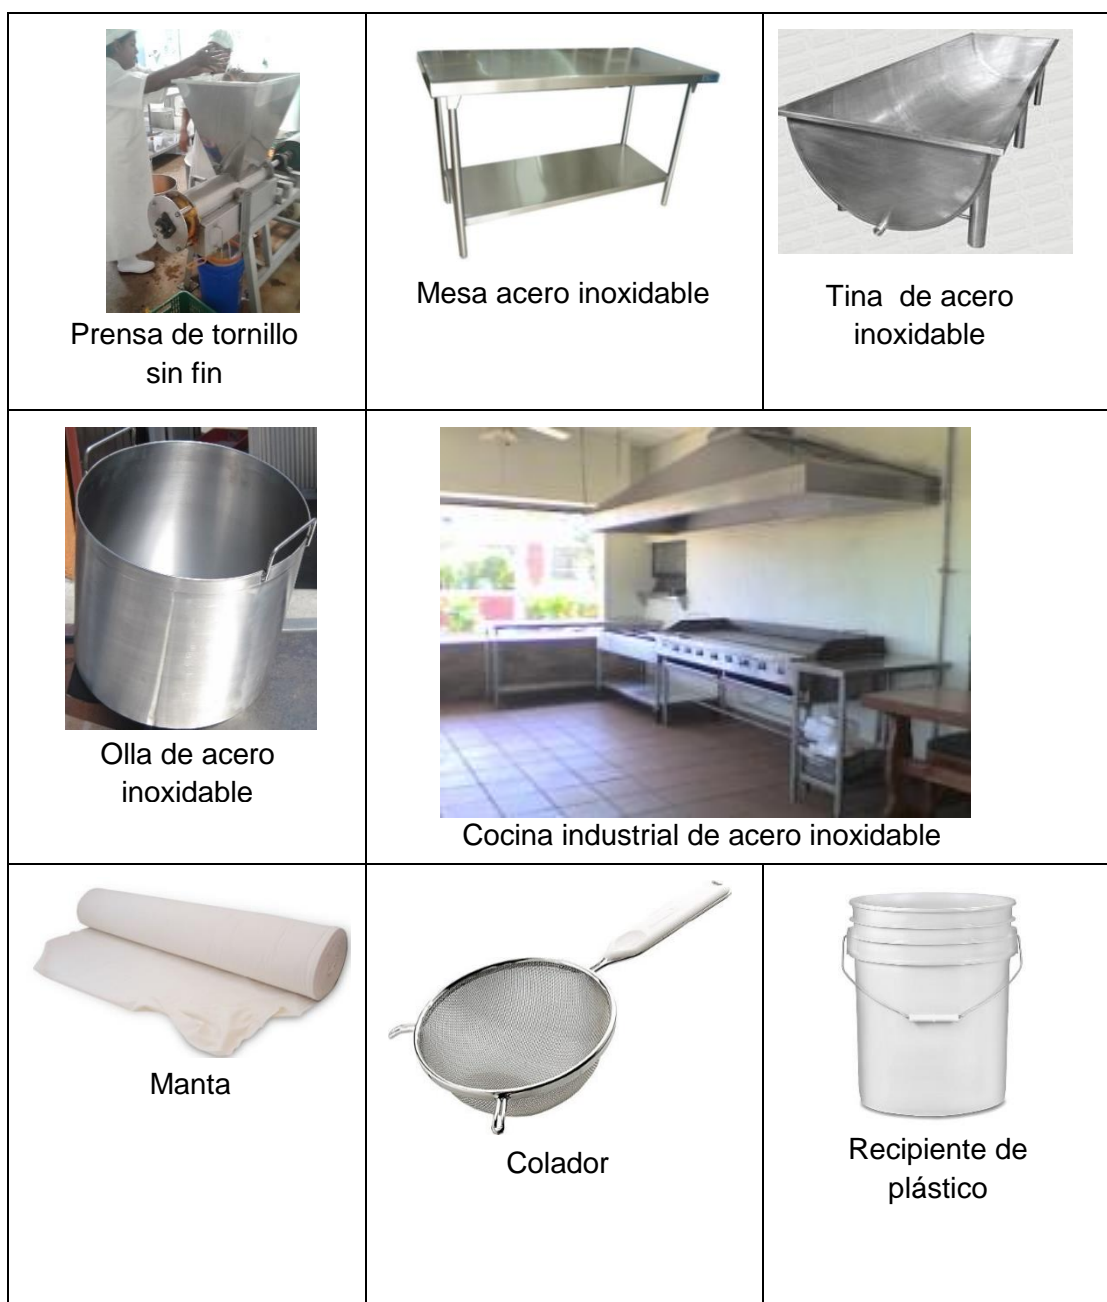 Prensa de tornillo
sin fin
Mesa acero inoxidable
Tina  de acero
inoxidable
Olla de acero
inoxidable
Cocina industrial de acero inoxidable
Manta
Colador
Recipiente de
plástico